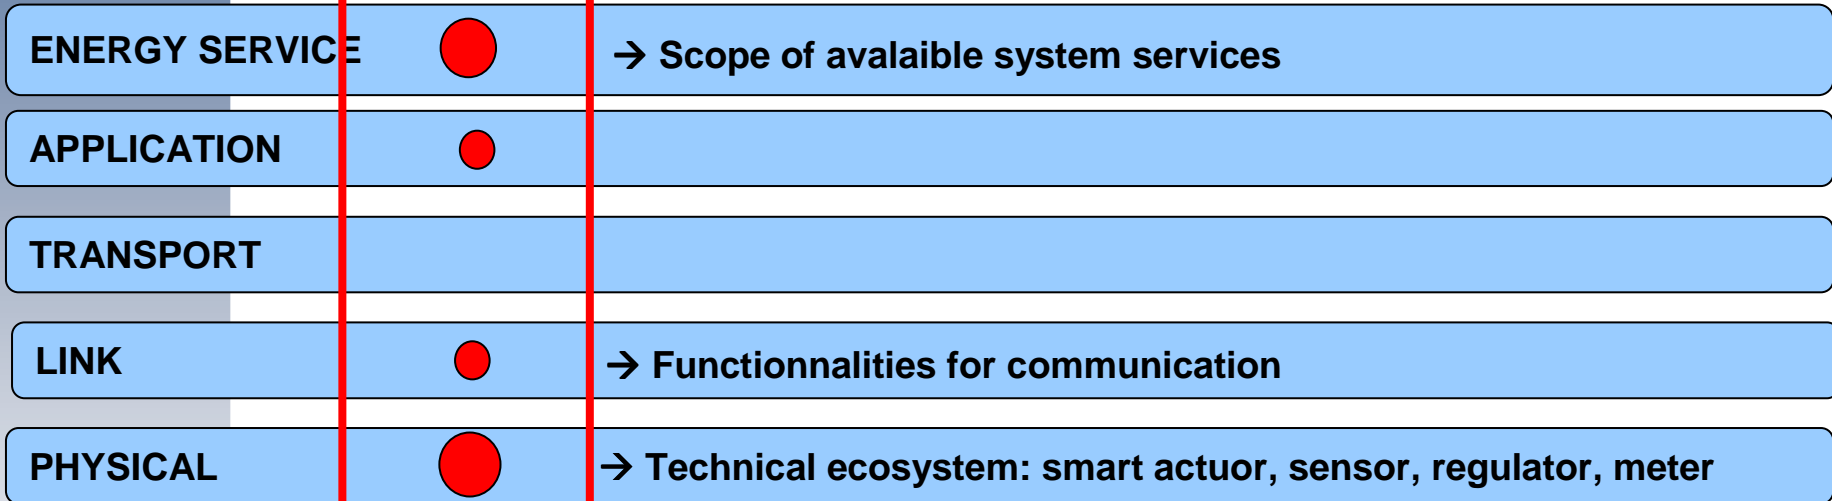 ENERGY SERVICE → Scope of avalaible system services
APPLICATION
TRANSPORT
LINK → Functionnalities for communication
PHYSICAL → Technical ecosystem: smart actuor, sensor, regulator, meter